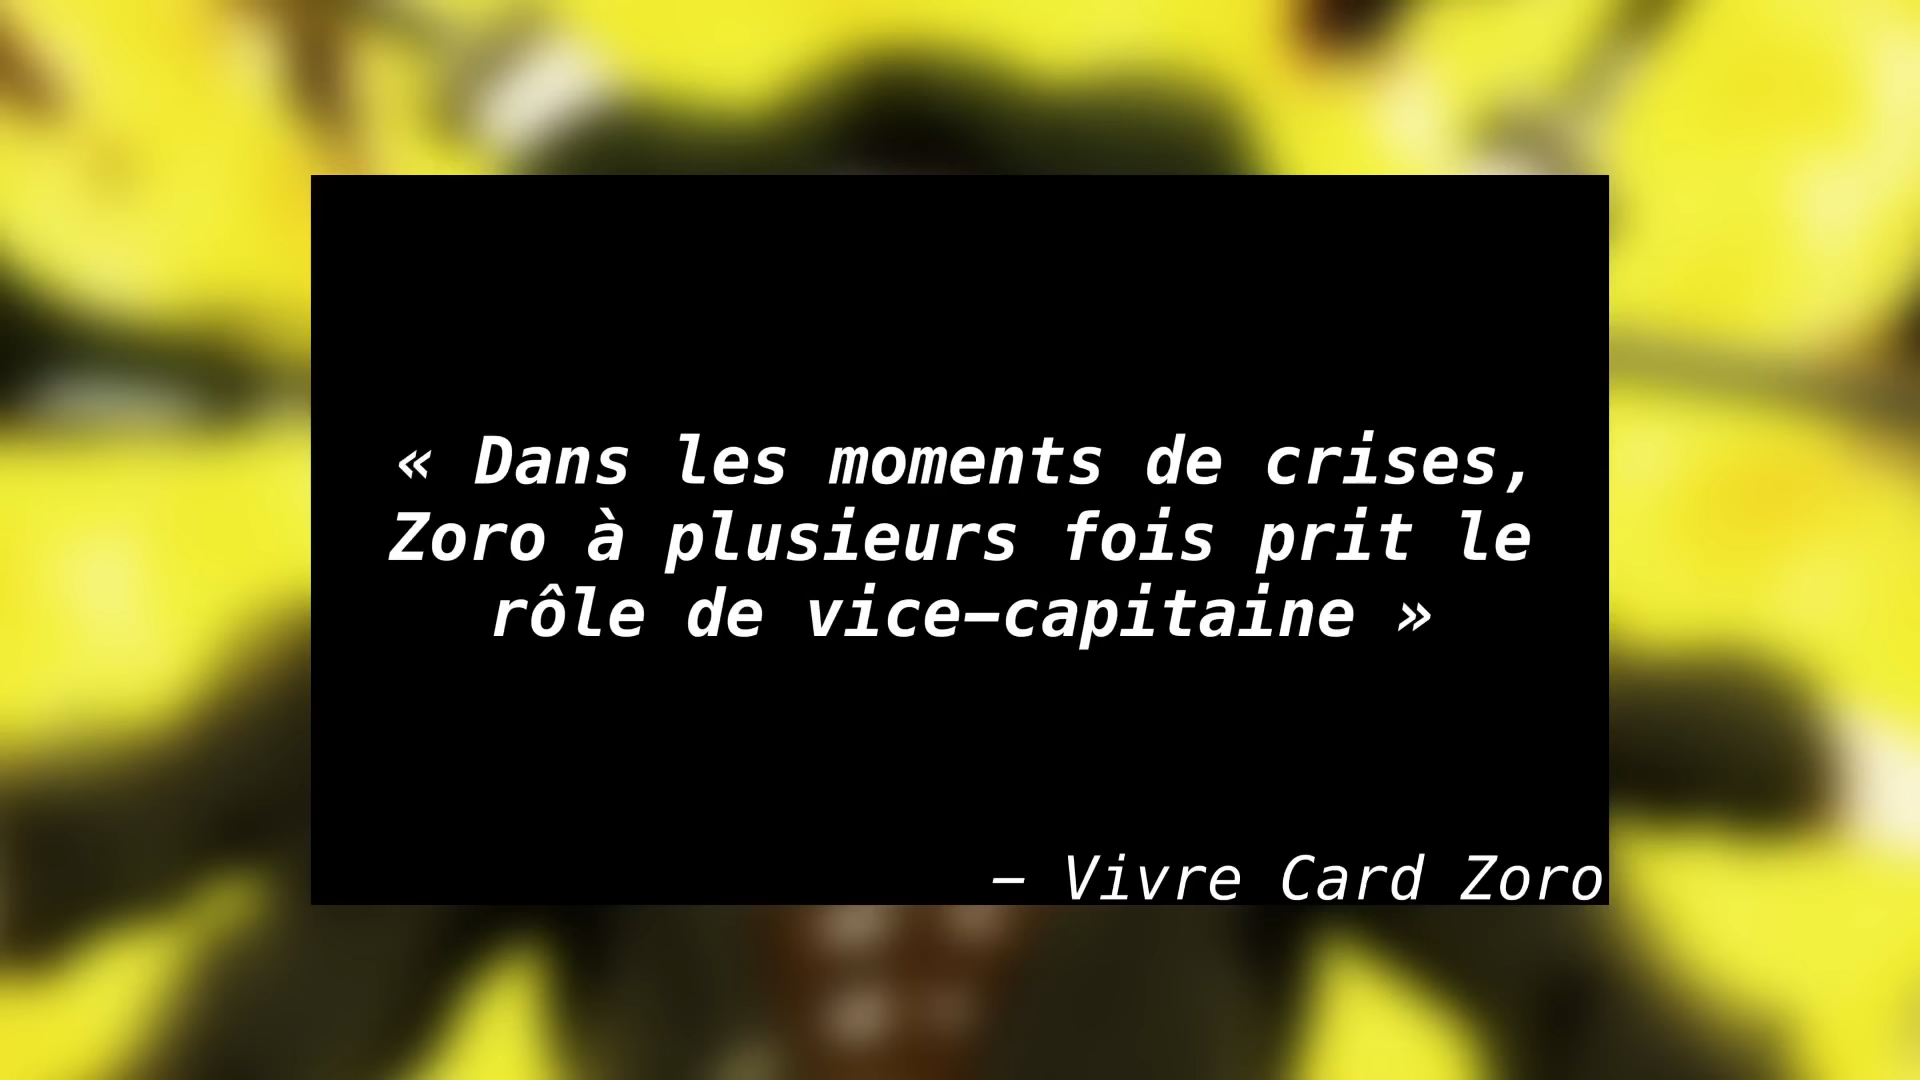 « Dans les moments de crises,
Zoro à plusieurs fois prit le
rôle de vice-capitaine »
– Vivre Card Zoro